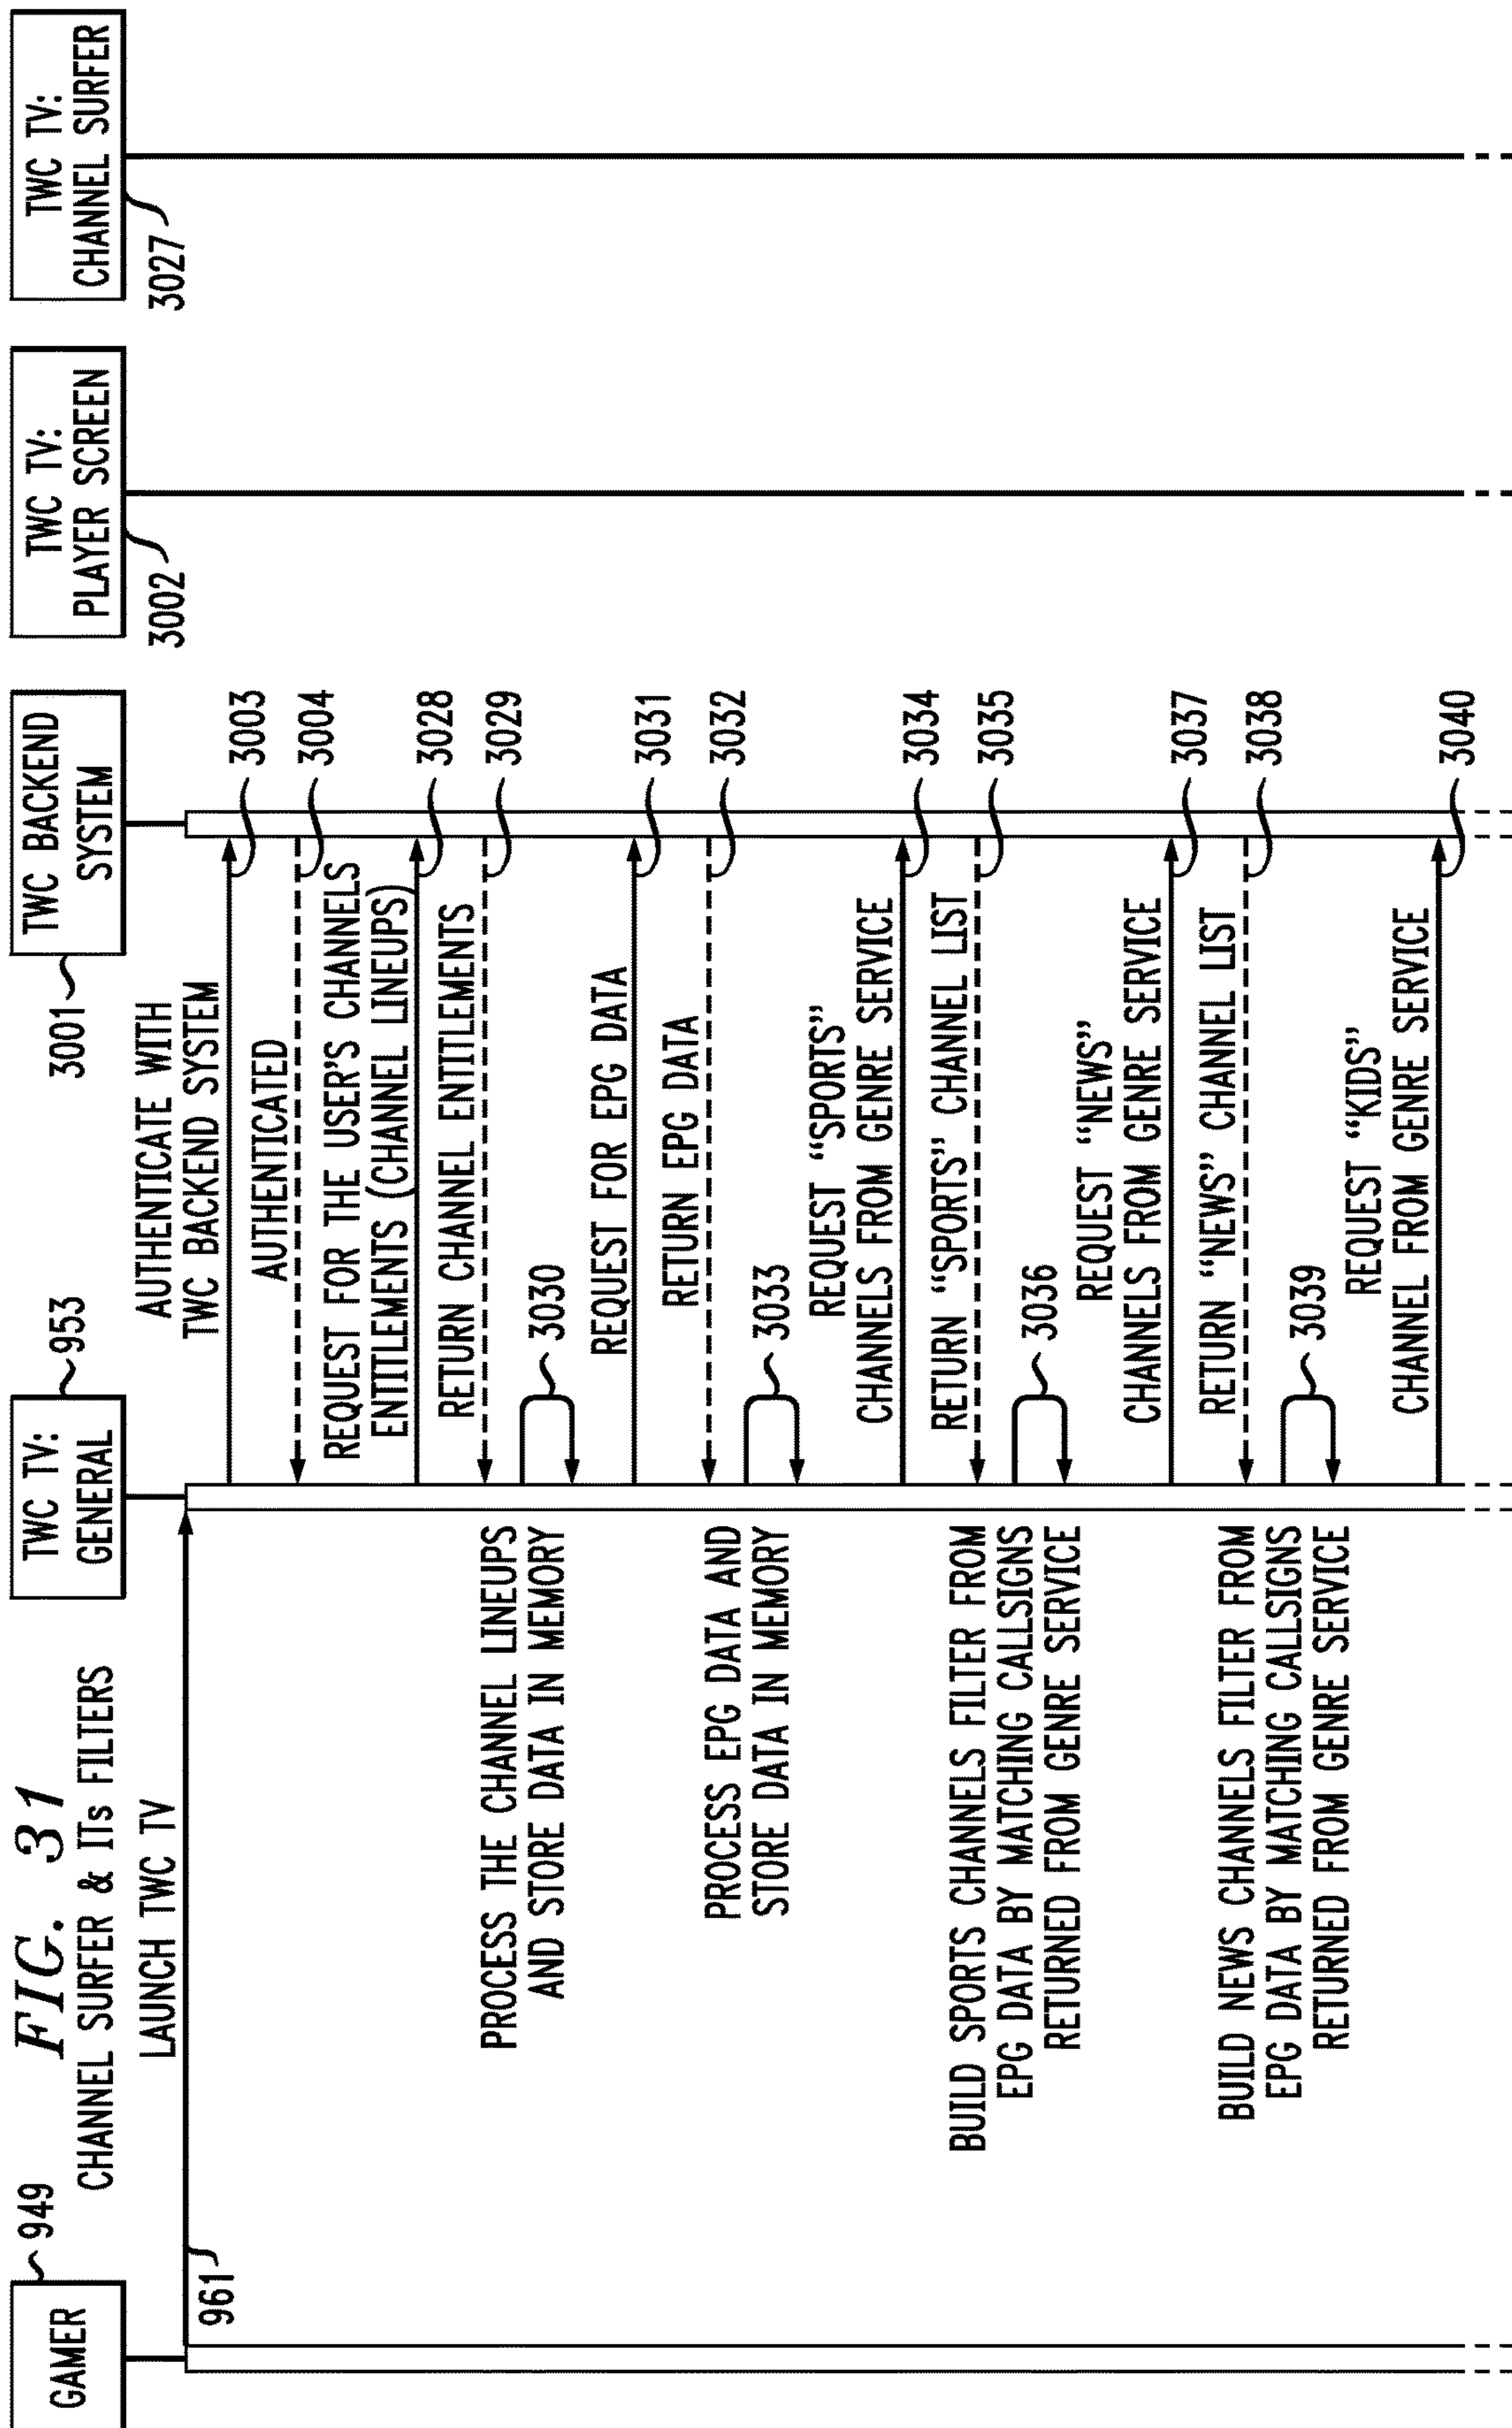 FIG. 31
CHANNEL SURFER & ITs FILTERS
GAMER
949
TWC TV:
GENERAL
953
TWC BACKEND
SYSTEM
3001
TWC TV:
PLAYER SCREEN
3002
TWC TV:
CHANNEL SURFER
3027
LAUNCH TWC TV
961
AUTHENTICATE WITH
TWC BACKEND SYSTEM
3003
AUTHENTICATED
3004
REQUEST FOR THE USER'S CHANNELS
ENTITLEMENTS (CHANNEL LINEUPS)
3028
RETURN CHANNEL ENTITLEMENTS
3029
PROCESS THE CHANNEL LINEUPS
AND STORE DATA IN MEMORY
3030
REQUEST FOR EPG DATA
3031
RETURN EPG DATA
3032
PROCESS EPG DATA AND
STORE DATA IN MEMORY
3033
REQUEST “SPORTS”
CHANNELS FROM GENRE SERVICE
3034
RETURN “SPORTS” CHANNEL LIST
3035
BUILD SPORTS CHANNELS FILTER FROM
EPG DATA BY MATCHING CALLSIGNS
RETURNED FROM GENRE SERVICE
3036
REQUEST “NEWS”
CHANNELS FROM GENRE SERVICE
3037
RETURN “NEWS” CHANNEL LIST
3038
BUILD NEWS CHANNELS FILTER FROM
EPG DATA BY MATCHING CALLSIGNS
RETURNED FROM GENRE SERVICE
3039
REQUEST “KIDS”
CHANNEL FROM GENRE SERVICE
3040